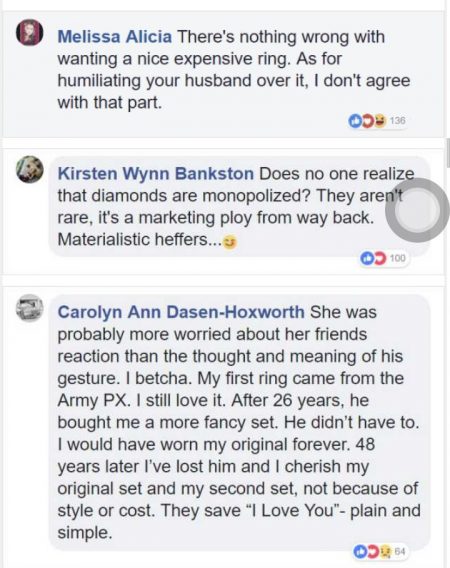 Melissa Alicia There's nothing wrong with
wanting a nice expensive ring. As for
humiliating your husband over it, I don't agree
with that part.
136
Kirsten Wynn Bankston Does no one realize
that diamonds are monopolized? They aren't
rare, it's a marketing ploy from way back.
Materialistic heffers...😏
100
Carolyn Ann Dasen-Hoxworth She was
probably more worried about her friends
reaction than the thought and meaning of his
gesture. I betcha. My first ring came from the
Army PX. I still love it. After 26 years, he
bought me a more fancy set. He didn't have to.
I would have worn my original forever. 48
years later I've lost him and I cherish my
original set and my second set, not because of
style or cost. They save “I Love You”- plain and
simple.
64